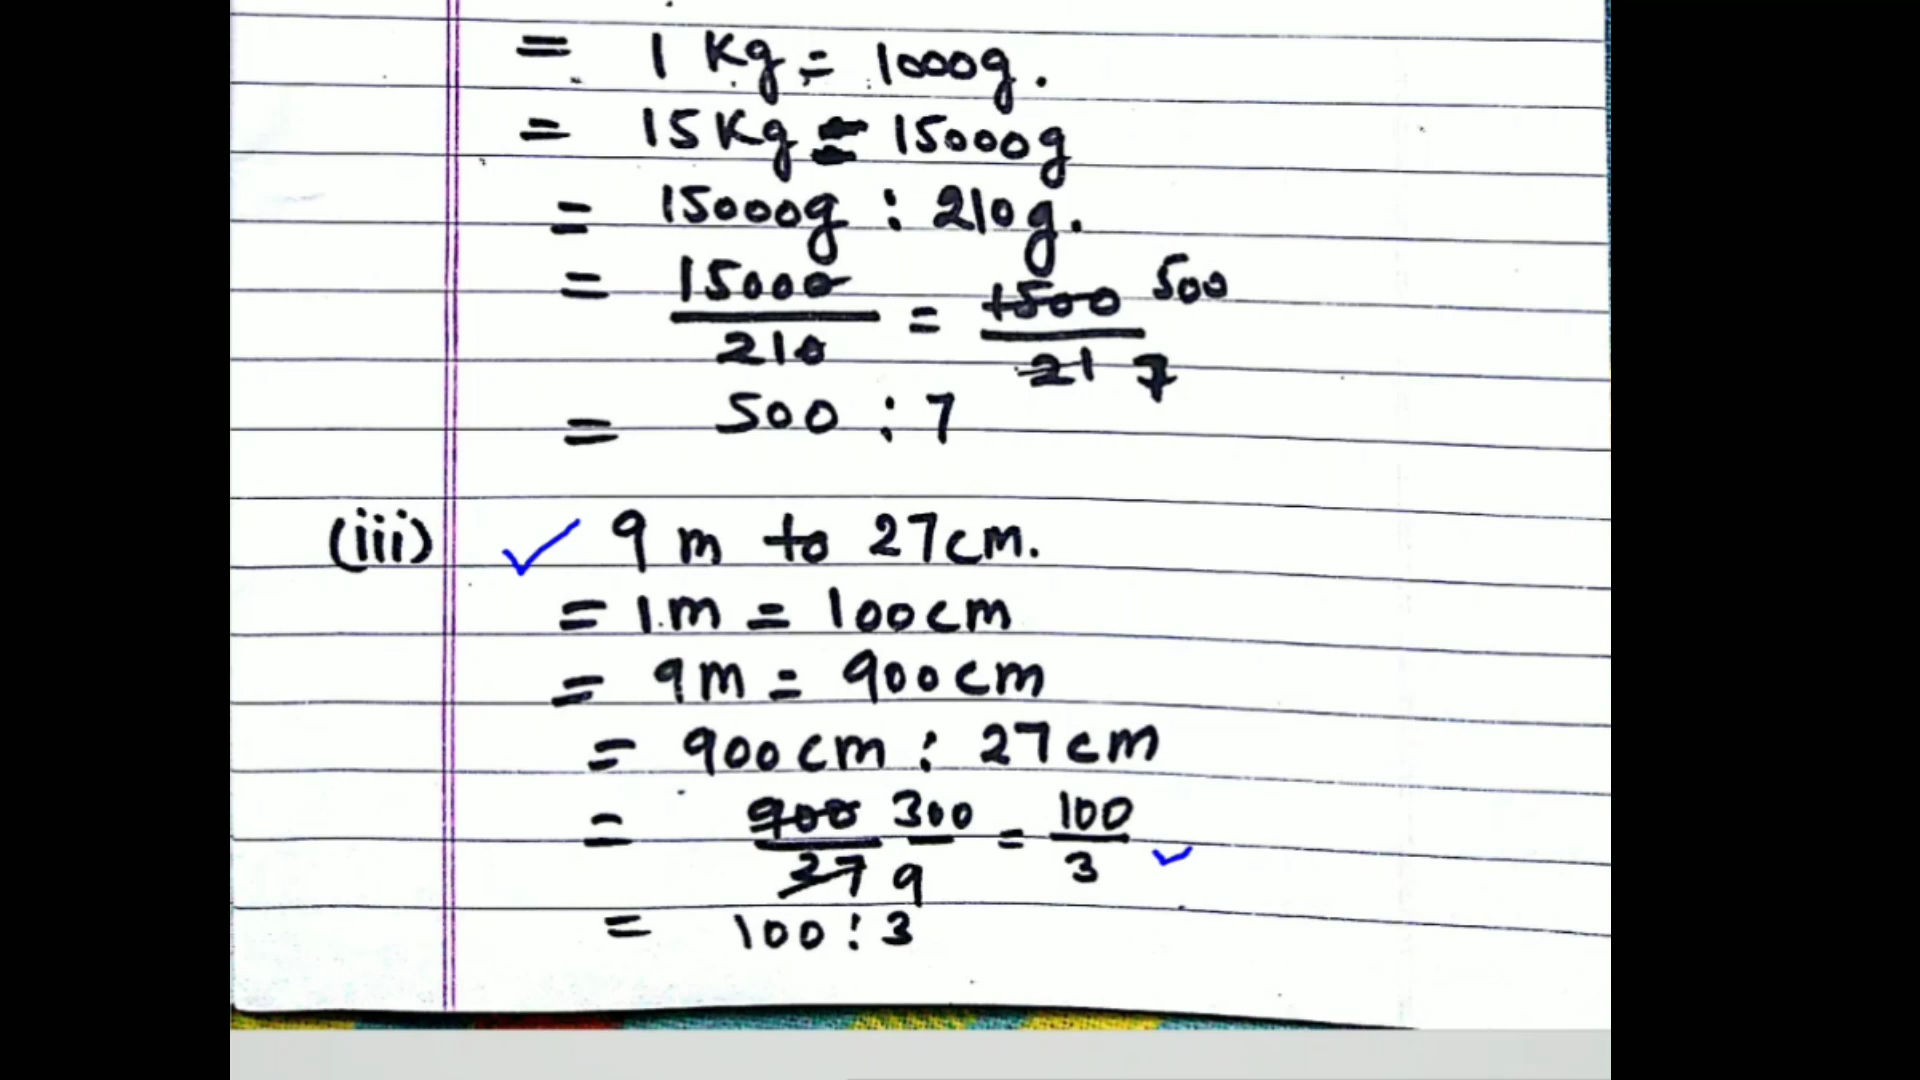 = 1 Kg = 1000g.
= 15 Kg = 15000g
= 15000g : 210g.
= 15000/210 = 1500/21 500/7
= 500 : 7
(iii) 9 m to 27cm.
= 1m = 100cm
= 9m = 900cm
= 900cm : 27cm
= 900/27 300/9 = 100/3
= 100 : 3